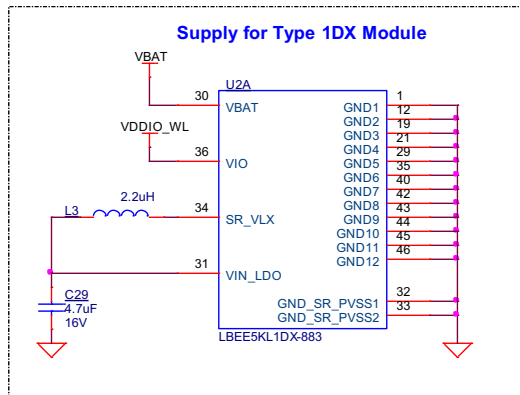 Supply for Type 1DX Module
VBAT
U2A
30 VBAT GND1 1
GND2 12
VDDIO_WL GND3 19
GND4 21
36 VIO GND5 29
GND6 35
GND7 40
2.2uH GND8 42
L3 34 SR_VLX GND9 43
GND10 44
GND11 45
31 VIN_LDO GND12 46
C29
4.7uF
16V
GND_SR_PVSS1 32
GND_SR_PVSS2 33
LBEE5KL1DX-883